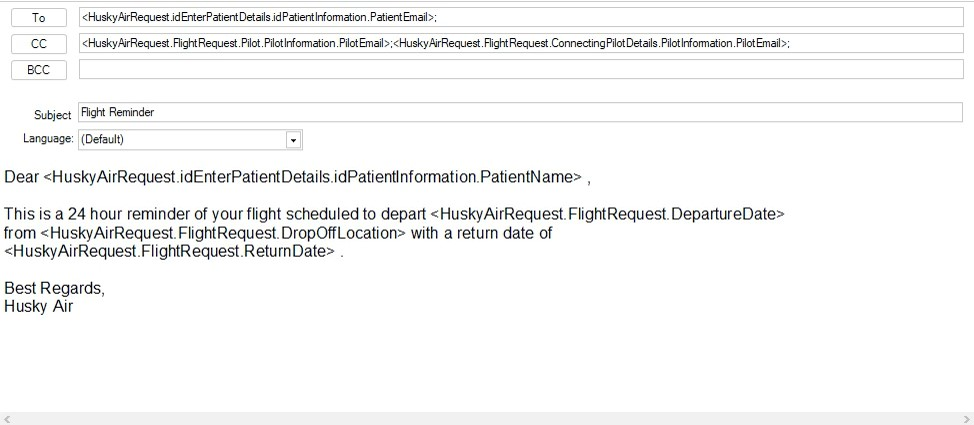 To <HuskyAirRequest.idEnterPatientDetails.idPatientInformation.PatientEmail>;
CC <HuskyAirRequest.FlightRequest.Pilot.PilotInformation.PilotEmail>;<HuskyAirRequest.FlightRequest.ConnectingPilotDetails.PilotInformation.PilotEmail>;
BCC
Subject Flight Reminder
Language: (Default)
Dear <HuskyAirRequest.idEnterPatientDetails.idPatientInformation.PatientName> ,
This is a 24 hour reminder of your flight scheduled to depart <HuskyAirRequest.FlightRequest.DepartureDate>
from <HuskyAirRequest.FlightRequest.DropOffLocation> with a return date of
<HuskyAirRequest.FlightRequest.ReturnDate> .
Best Regards,
Husky Air